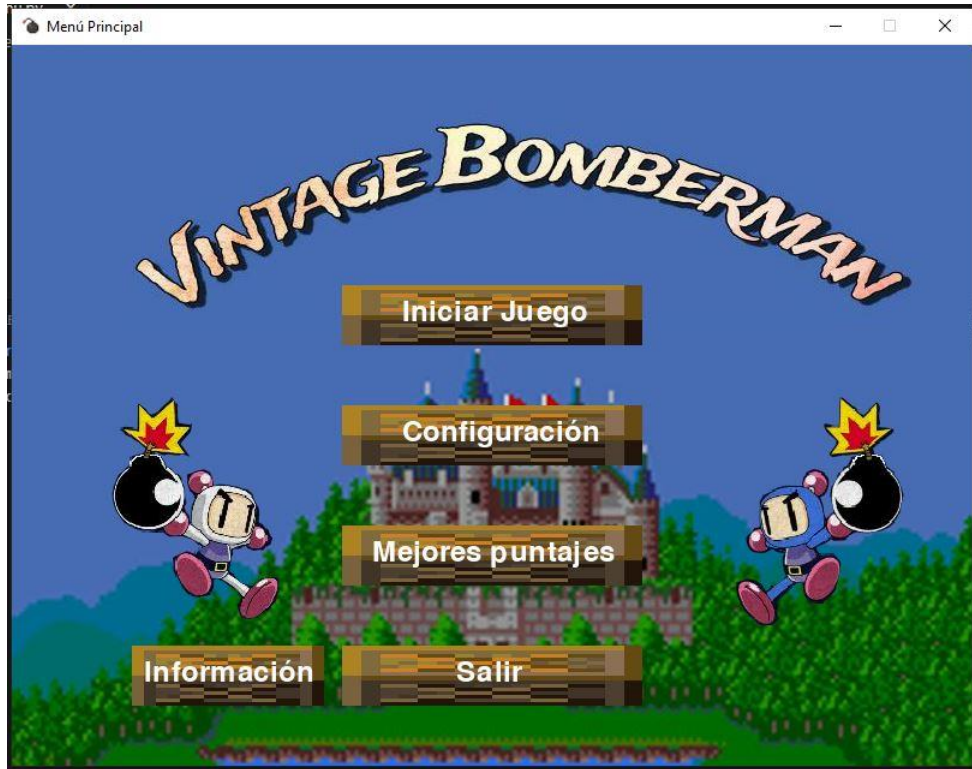 Menú Principal
VINTAGE BOMBERMAN
Iniciar Juego
Configuración
Mejores puntajes
Información
Salir